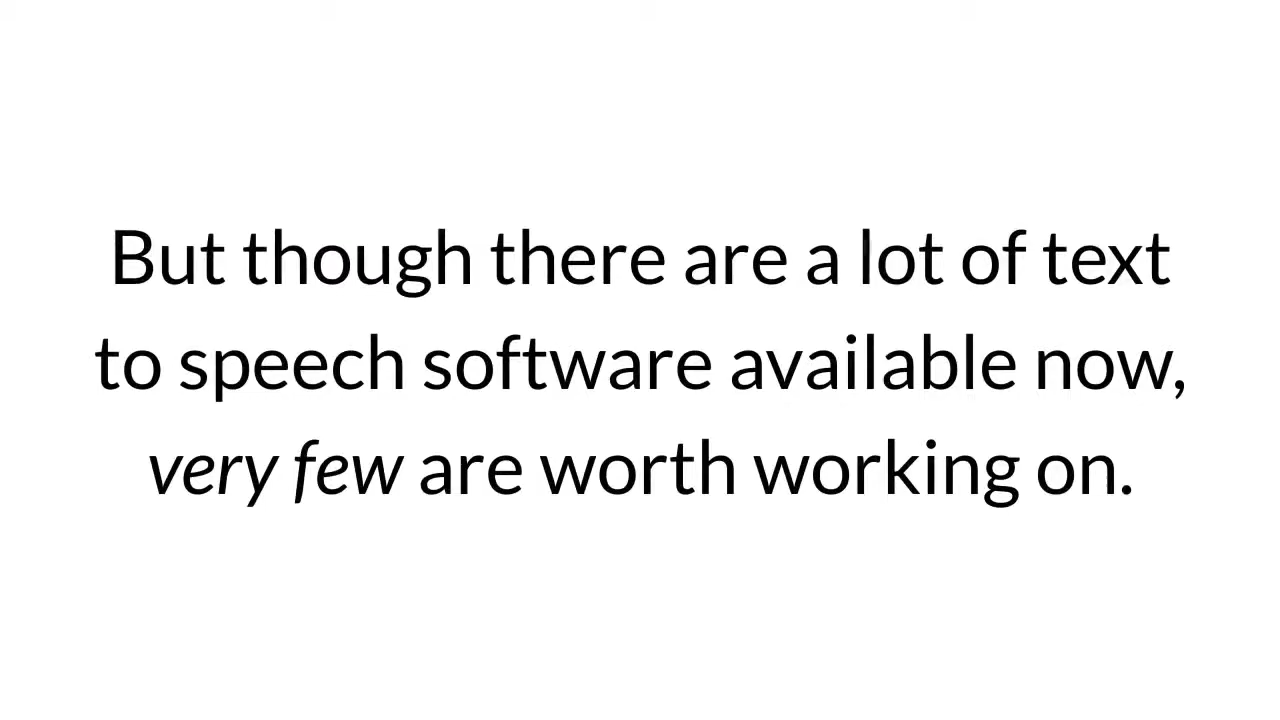 But though there are a lot of text
to speech software available now,
very few are worth working on.